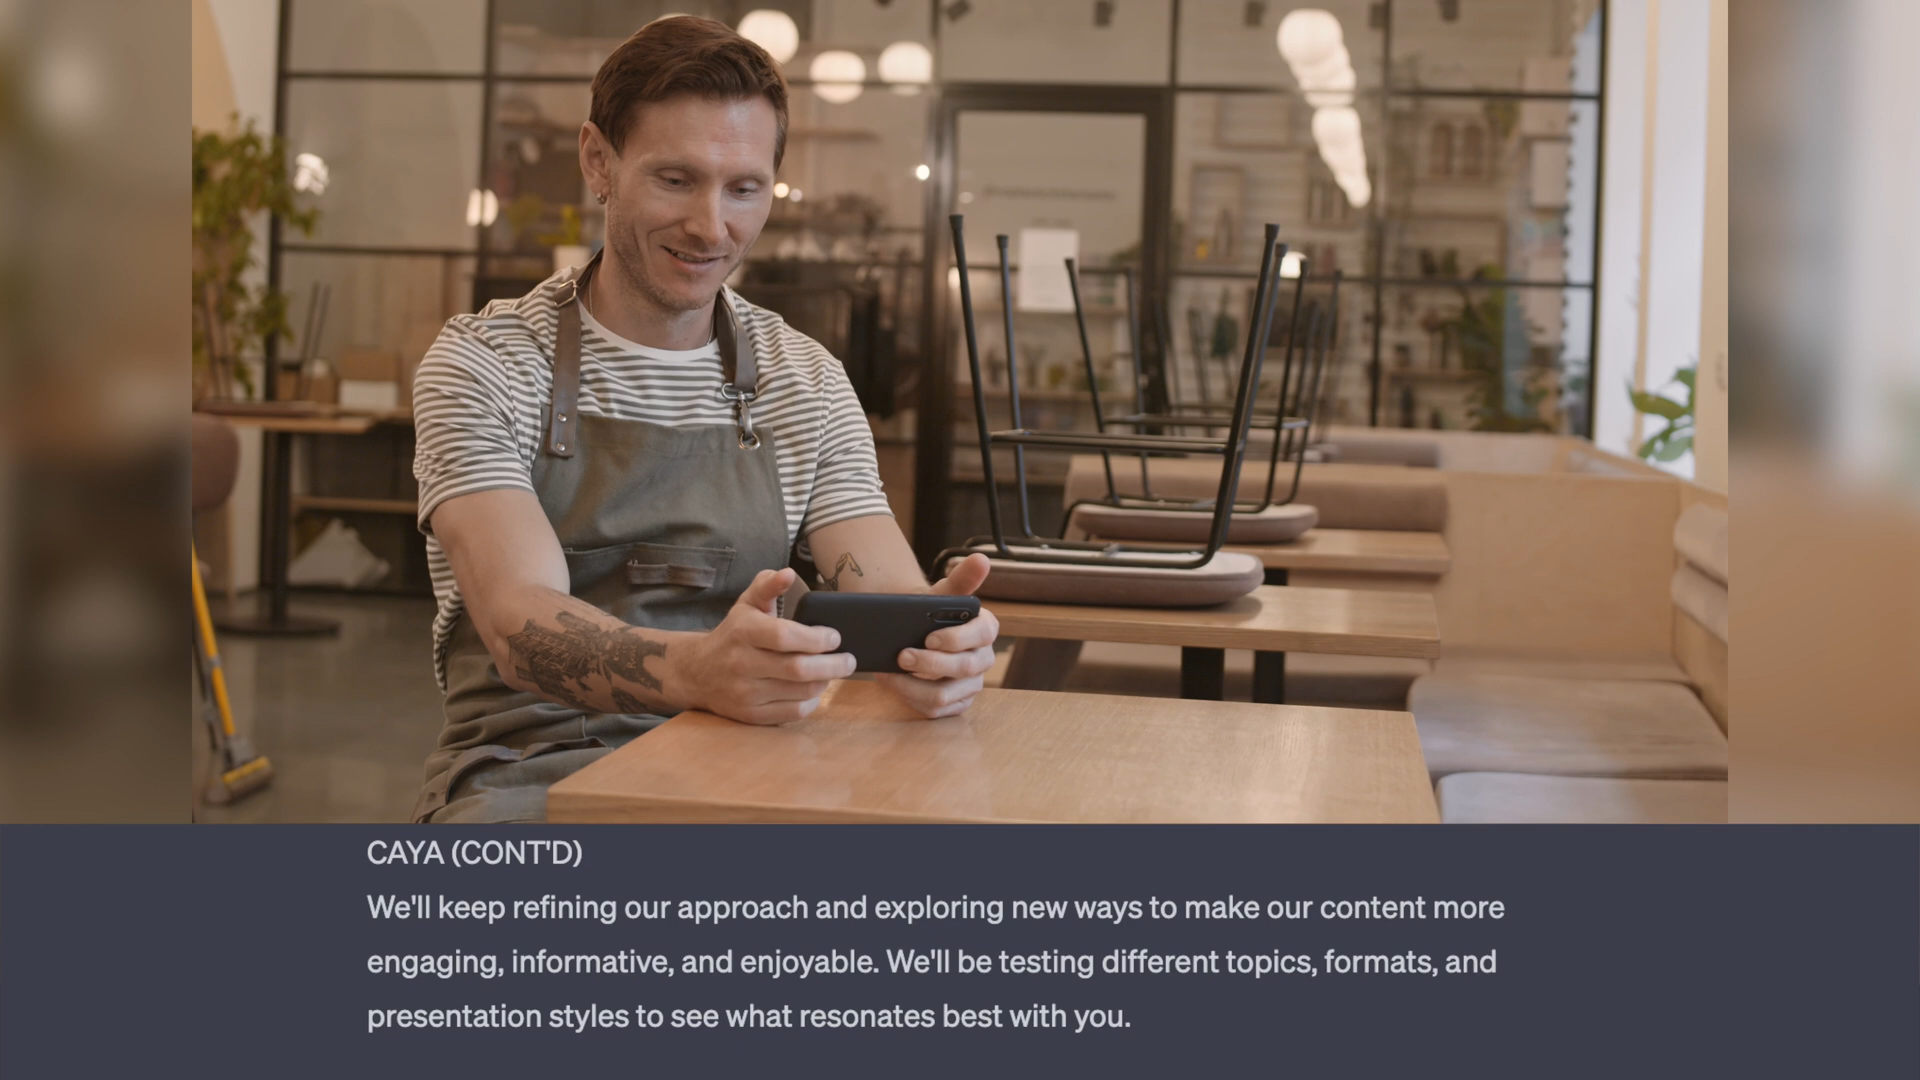 CAYA (CONT'D)
We'll keep refining our approach and exploring new ways to make our content more
engaging, informative, and enjoyable. We'll be testing different topics, formats, and
presentation styles to see what resonates best with you.